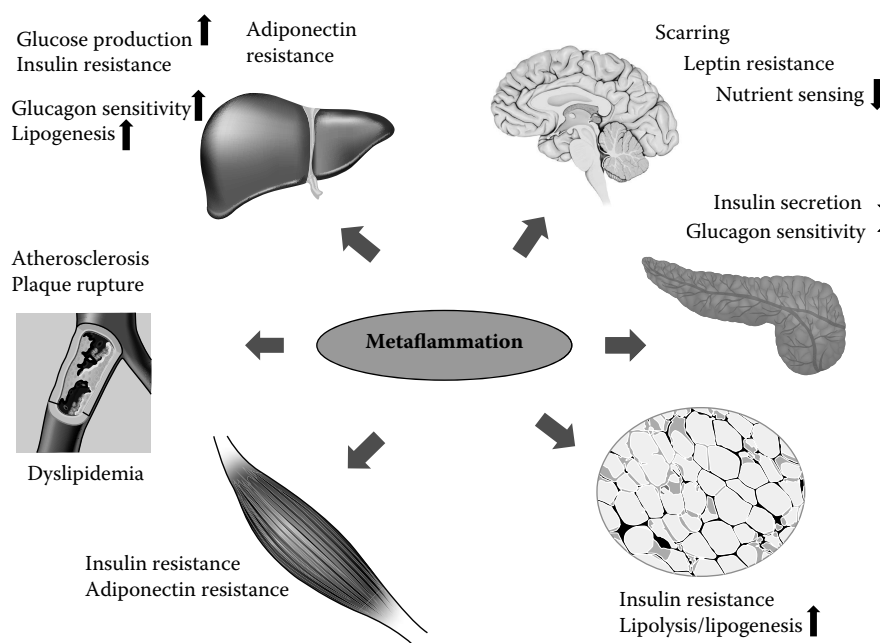 Glucose production
Insulin resistance
Adiponectin
resistance
Glucagon sensitivity
Lipogenesis
Scarring
Leptin resistance
Nutrient sensing
Insulin secretion
Glucagon sensitivity
Atherosclerosis
Plaque rupture
Metaflammation
Dyslipidemia
Insulin resistance
Adiponectin resistance
Insulin resistance
Lipolysis/lipogenesis